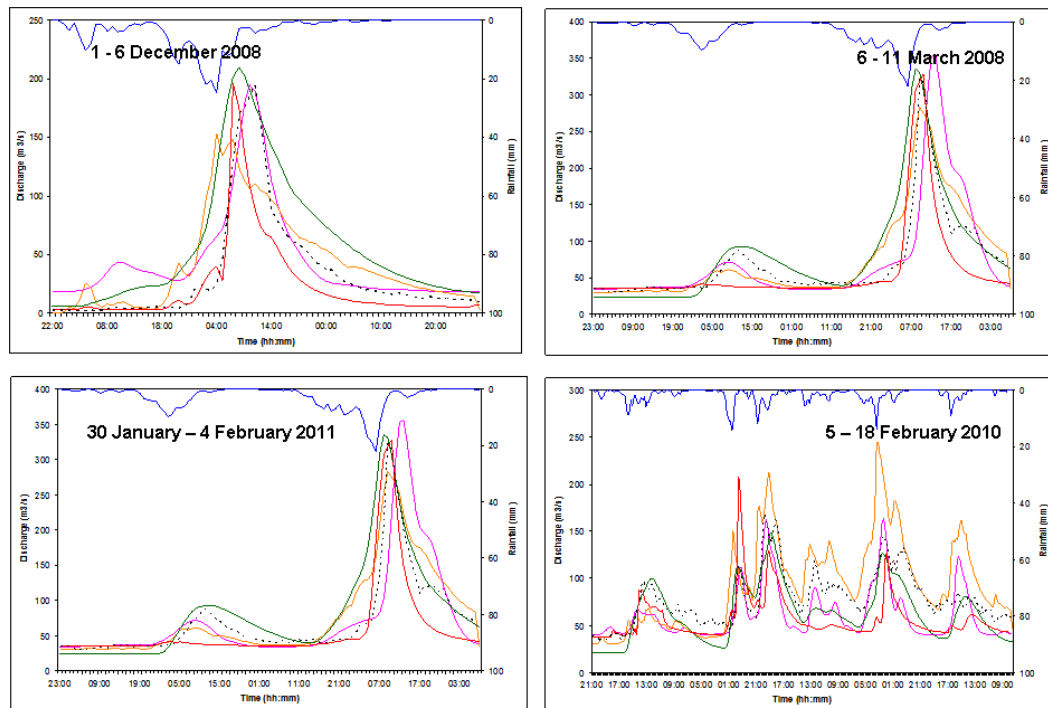 1 - 6 December 2008
250
200
150
100
50
0
0
20
40
60
80
100
Discharge (m3/s)
Rainfall (mm)
22:00 08:00 18:00 04:00 14:00 00:00 10:00 20:00
Time (hh:mm)
6 - 11 March 2008
400
350
300
250
200
150
100
50
0
0
20
40
60
80
100
Discharge (m3/s)
Rainfall (mm)
23:00 09:00 19:00 05:00 15:00 01:00 11:00 21:00 07:00 17:00 03:00
Time (hh:mm)
30 January – 4 February 2011
400
350
300
250
200
150
100
50
0
0
20
40
60
80
100
Discharge (m3/s)
Rainfall (mm)
23:00 09:00 19:00 05:00 15:00 01:00 11:00 21:00 07:00 17:00 03:00
Time (hh:mm)
5 – 18 February 2010
300
250
200
150
100
50
0
0
20
40
60
80
100
Discharge (m3/s)
Rainfall (mm)
21:00 17:00 13:00 09:00 05:00 01:00 21:00 17:00 13:00 09:00 05:00 01:00 21:00 17:00 13:00 09:00
Time (hh:mm)